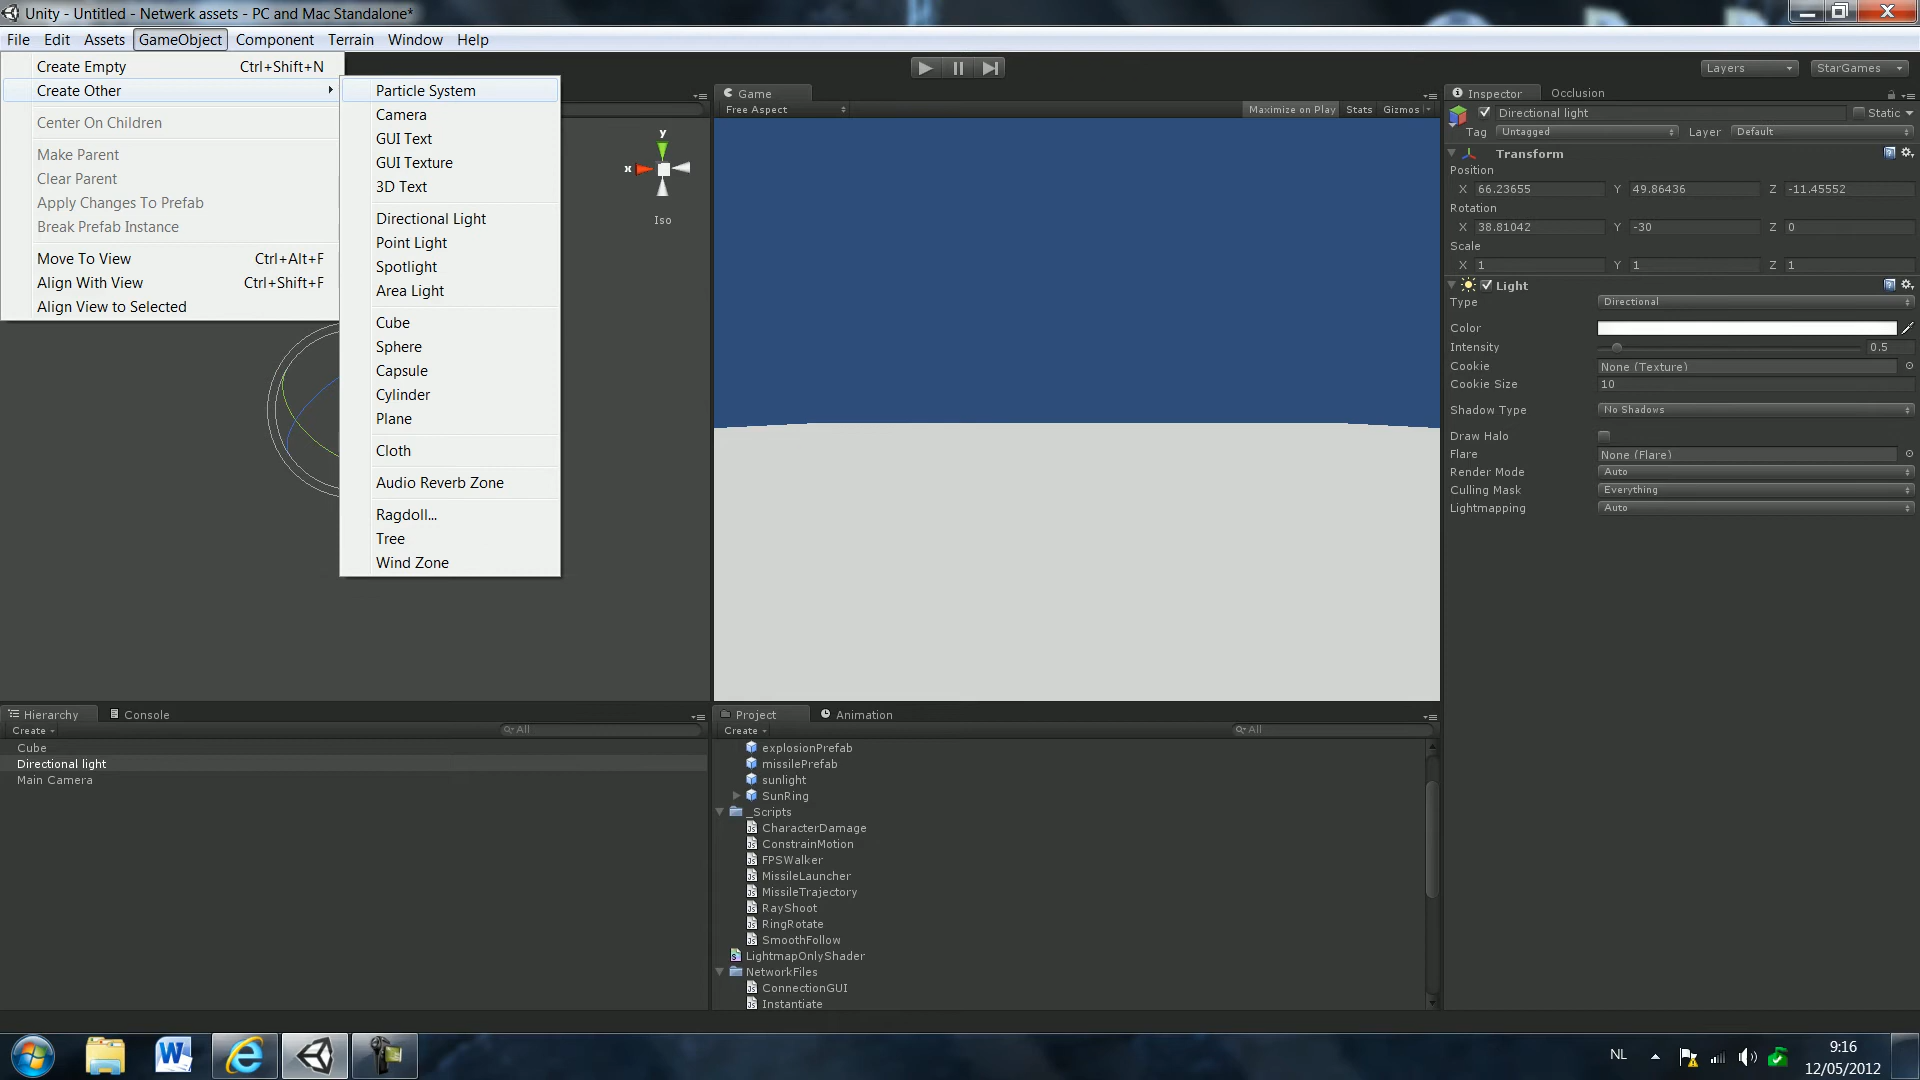 Unity - Untitled - Netwerk assets - PC and Mac Standalone*
File Edit Assets GameObject Component Terrain Window Help
Create Empty Ctrl+Shift+N
Create Other
Center On Children
Make Parent
Clear Parent
Apply Changes To Prefab
Break Prefab Instance
Move To View Ctrl+Alt+F
Align With View Ctrl+Shift+F
Align View to Selected
Particle System
Camera
GUI Text
GUI Texture
3D Text
Directional Light
Point Light
Spotlight
Area Light
Cube
Sphere
Capsule
Cylinder
Plane
Cloth
Audio Reverb Zone
Ragdoll...
Tree
Wind Zone
y
x
Iso
Layers StarGames
Game
Free Aspect Maximize on Play Stats Gizmos
Inspector Occlusion
Directional light Static
Tag Untagged Layer Default
Transform
Position
X 66.23655 Y 49.86436 Z -11.45552
Rotation
X 38.81042 Y -30 Z 0
Scale
X 1 Y 1 Z 1
Light
Type Directional
Color
Intensity 0.5
Cookie None (Texture)
Cookie Size 10
Shadow Type No Shadows
Draw Halo
Flare None (Flare)
Render Mode Auto
Culling Mask Everything
Lightmapping Auto
Hierarchy Console
Create All
Cube
Directional light
Main Camera
Project Animation
Create All
explosionPrefab
missilePrefab
sunlight
SunRing
_Scripts
CharacterDamage
ConstrainMotion
FPSWalker
MissileLauncher
MissileTrajectory
RayShoot
RingRotate
SmoothFollow
LightmapOnlyShader
NetworkFiles
ConnectionGUI
Instantiate
NL
9:16
12/05/2012